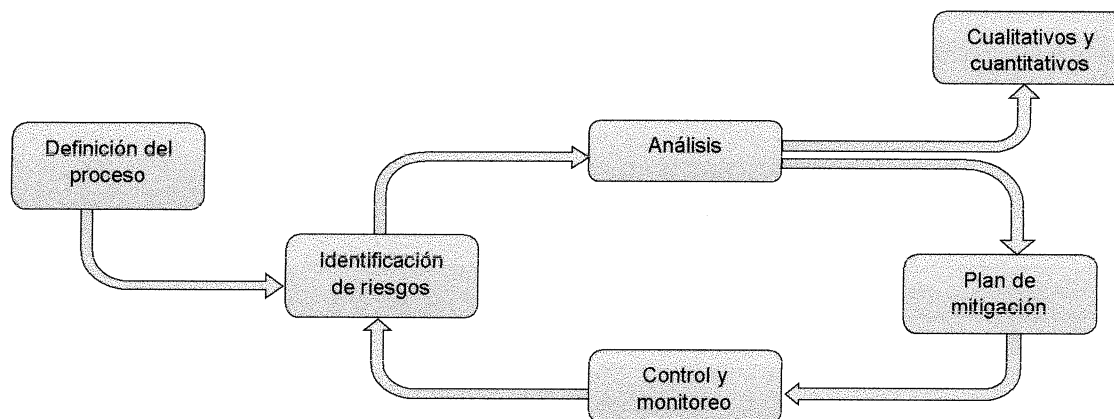 Cualitativos y
cuantitativos
Definición del
proceso
Análisis
Identificación
de riesgos
Plan de
mitigación
Control y
monitoreo